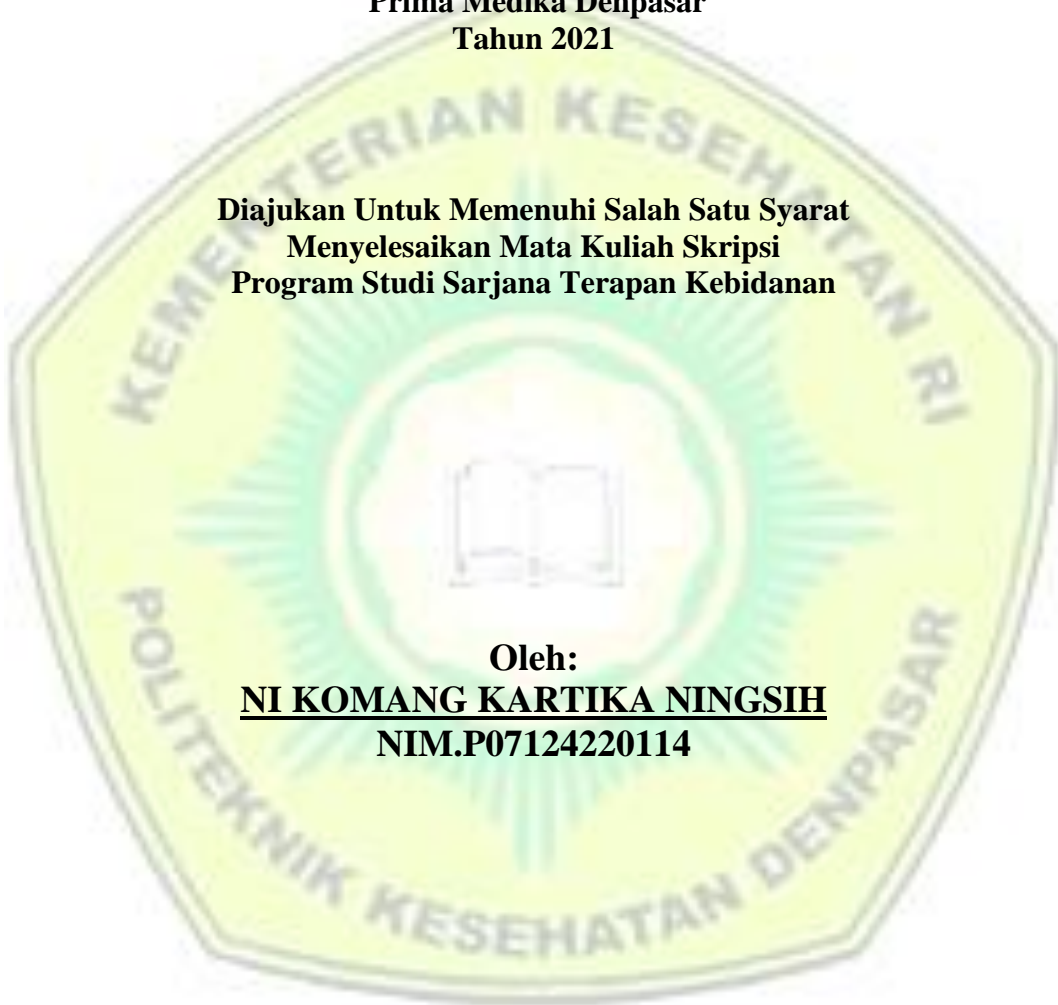 Prima Medika Denpasar
Tahun 2021
KEMENTERIAN KESEHATAN RI
Diajukan Untuk Memenuhi Salah Satu Syarat
Menyelesaikan Mata Kuliah Skripsi
Program Studi Sarjana Terapan Kebidanan
Oleh:
NI KOMANG KARTIKA NINGSIH
NIM.P07124220114
POLITEKNIK KESEHATAN DENPASAR